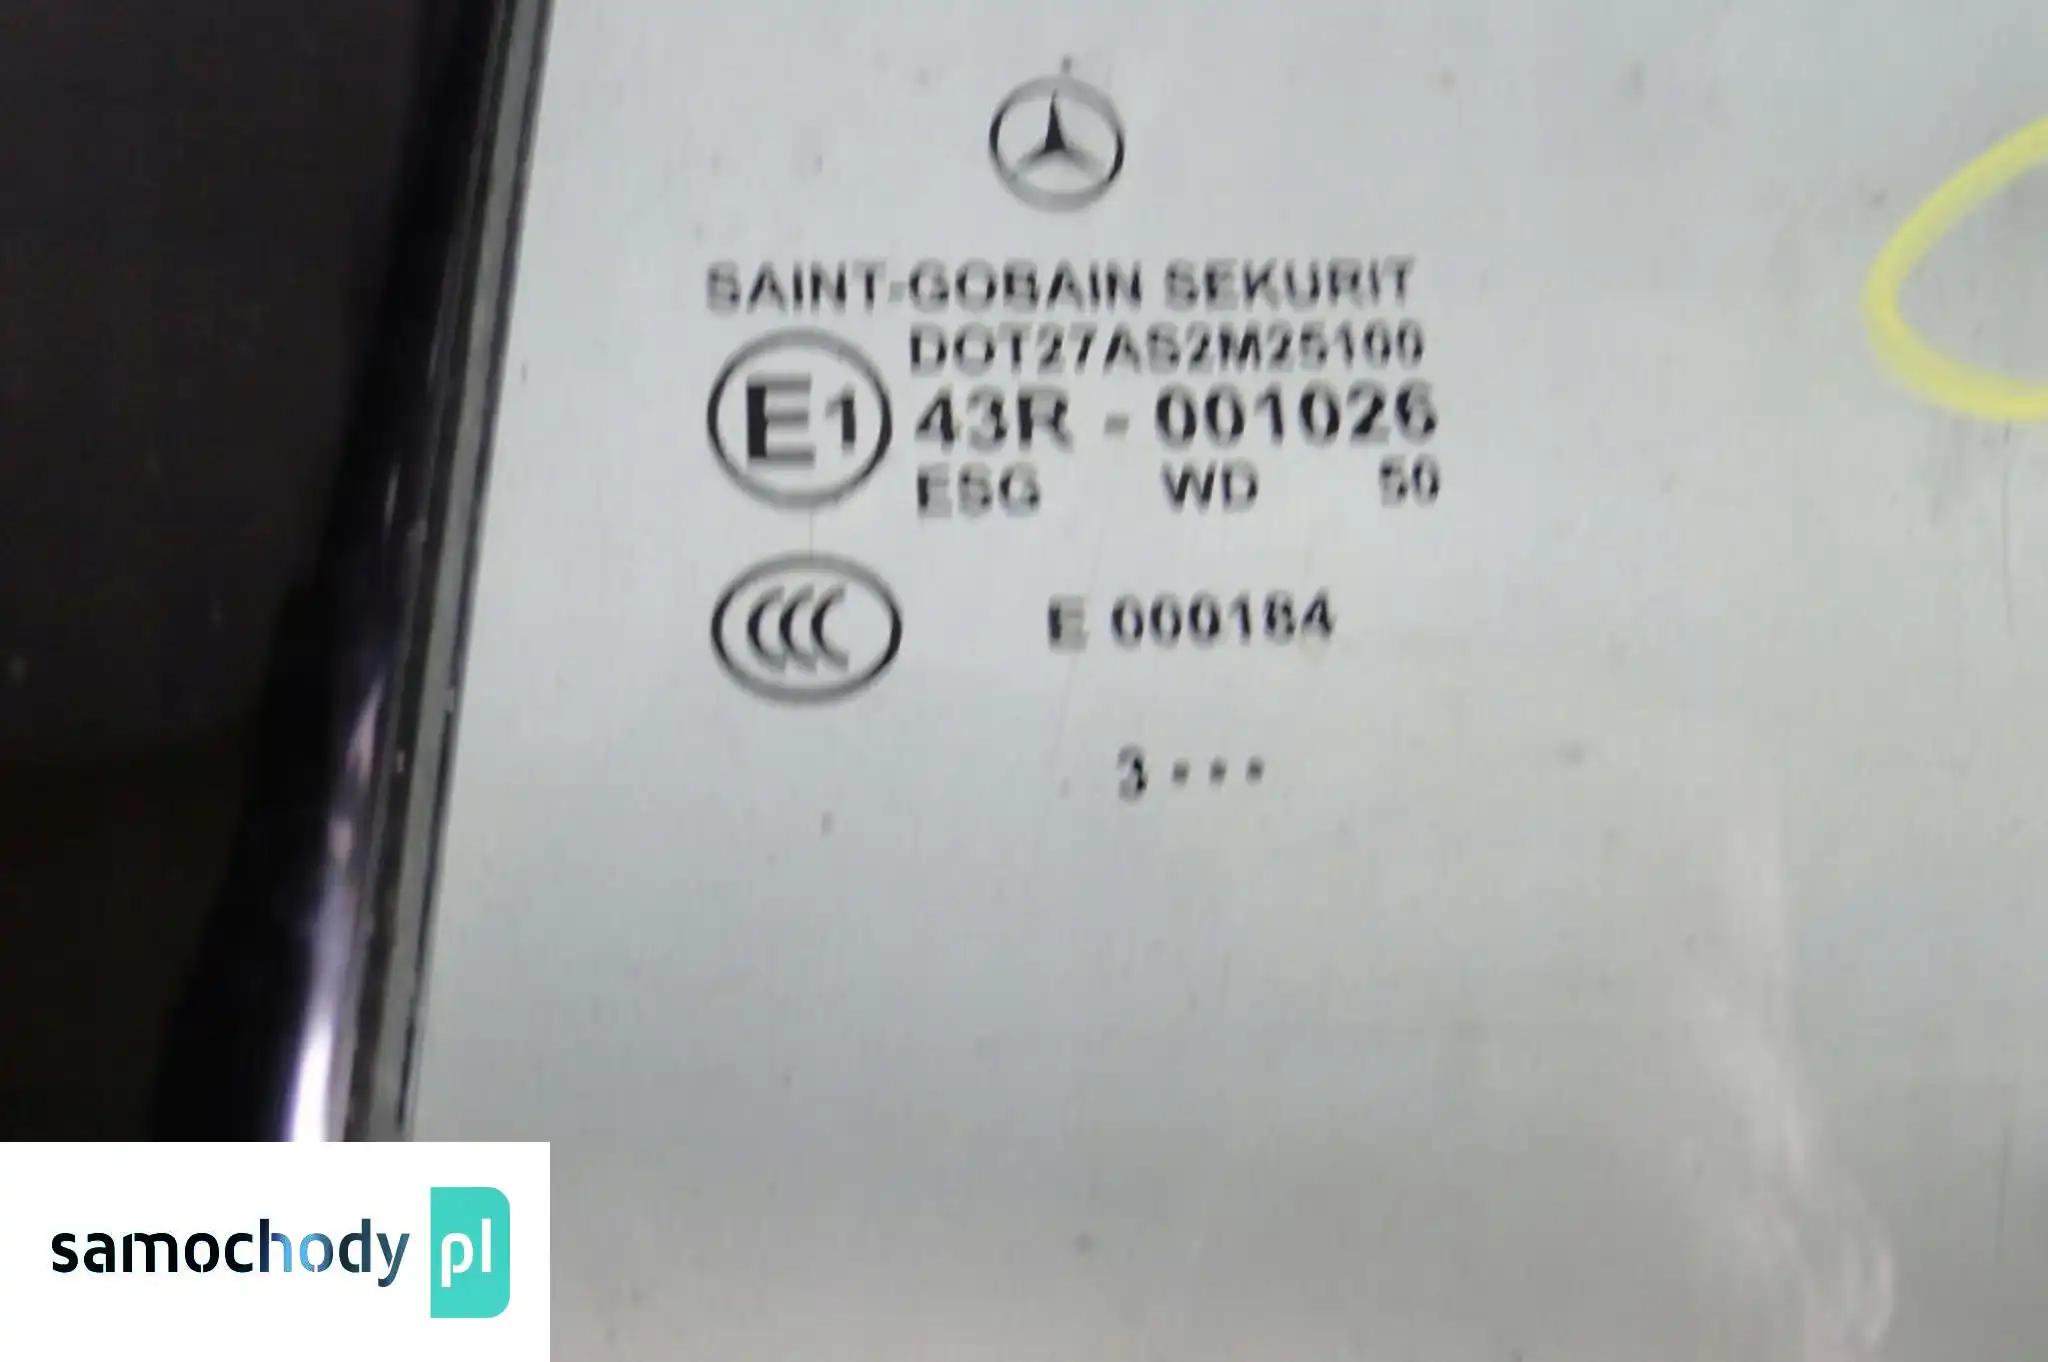 SAINT-GOBAIN SEKURIT
DOT27AS2M25100
E1 43R - 001026
ESG WD 50
CCC E 000184
3 • • •
samochody pl